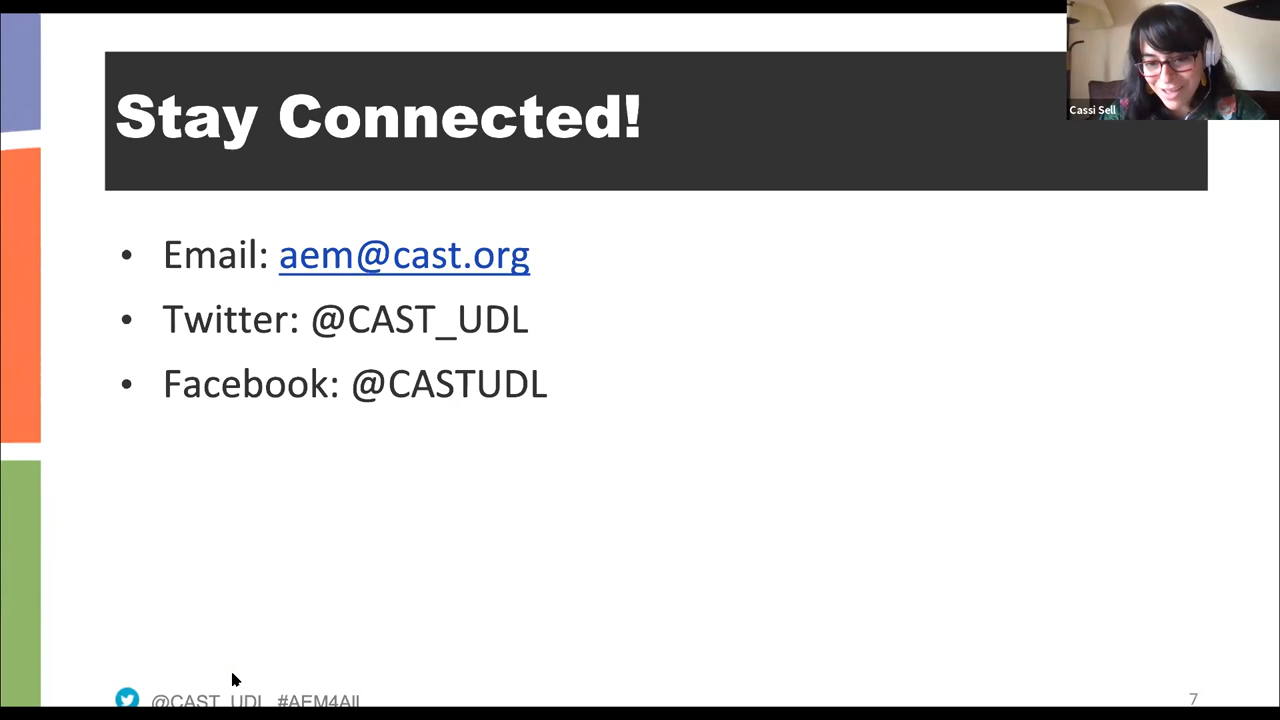 Stay Connected!
Cassi Sell
• Email: aem@cast.org
• Twitter: @CAST_UDL
• Facebook: @CASTUDL
@CAST_UDL #AEM4All
7